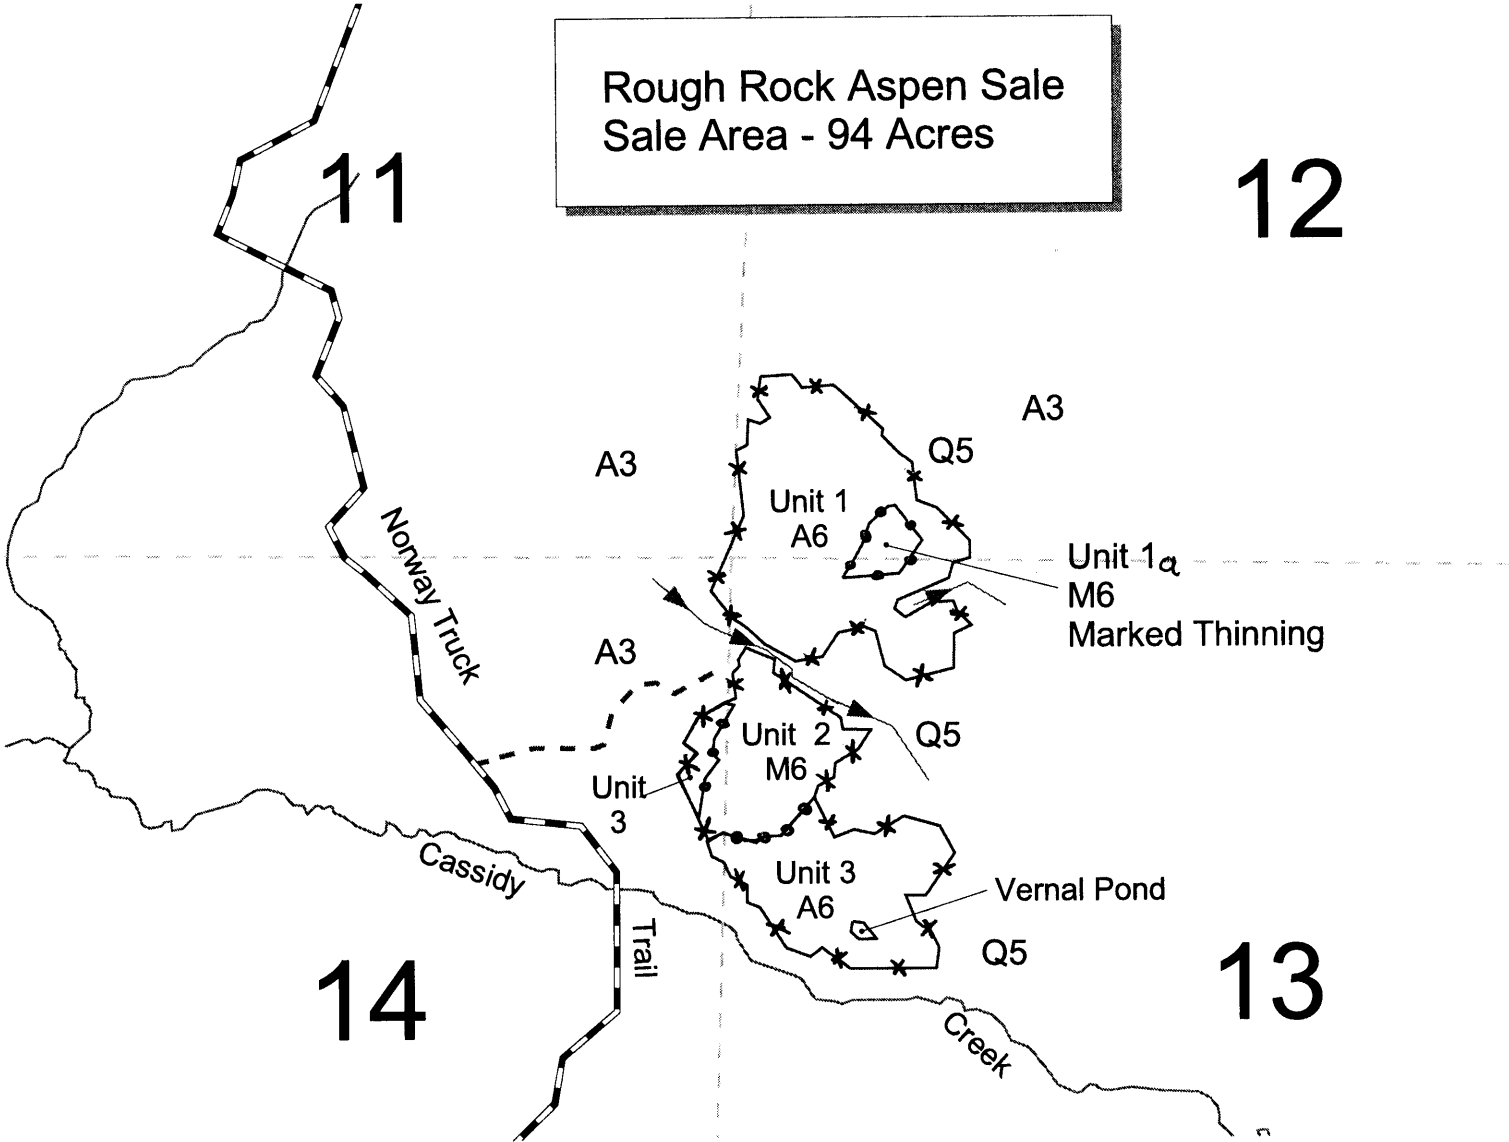 Rough Rock Aspen Sale
Sale Area - 94 Acres
11
12
A3
Q5
A3
Unit 1
A6
Norway Truck
Unit 1a
M6
Marked Thinning
A3
Unit 2
M6
Q5
Unit
3
Cassidy
Unit 3
A6
Vernal Pond
Trail
Q5
14
13
Creek